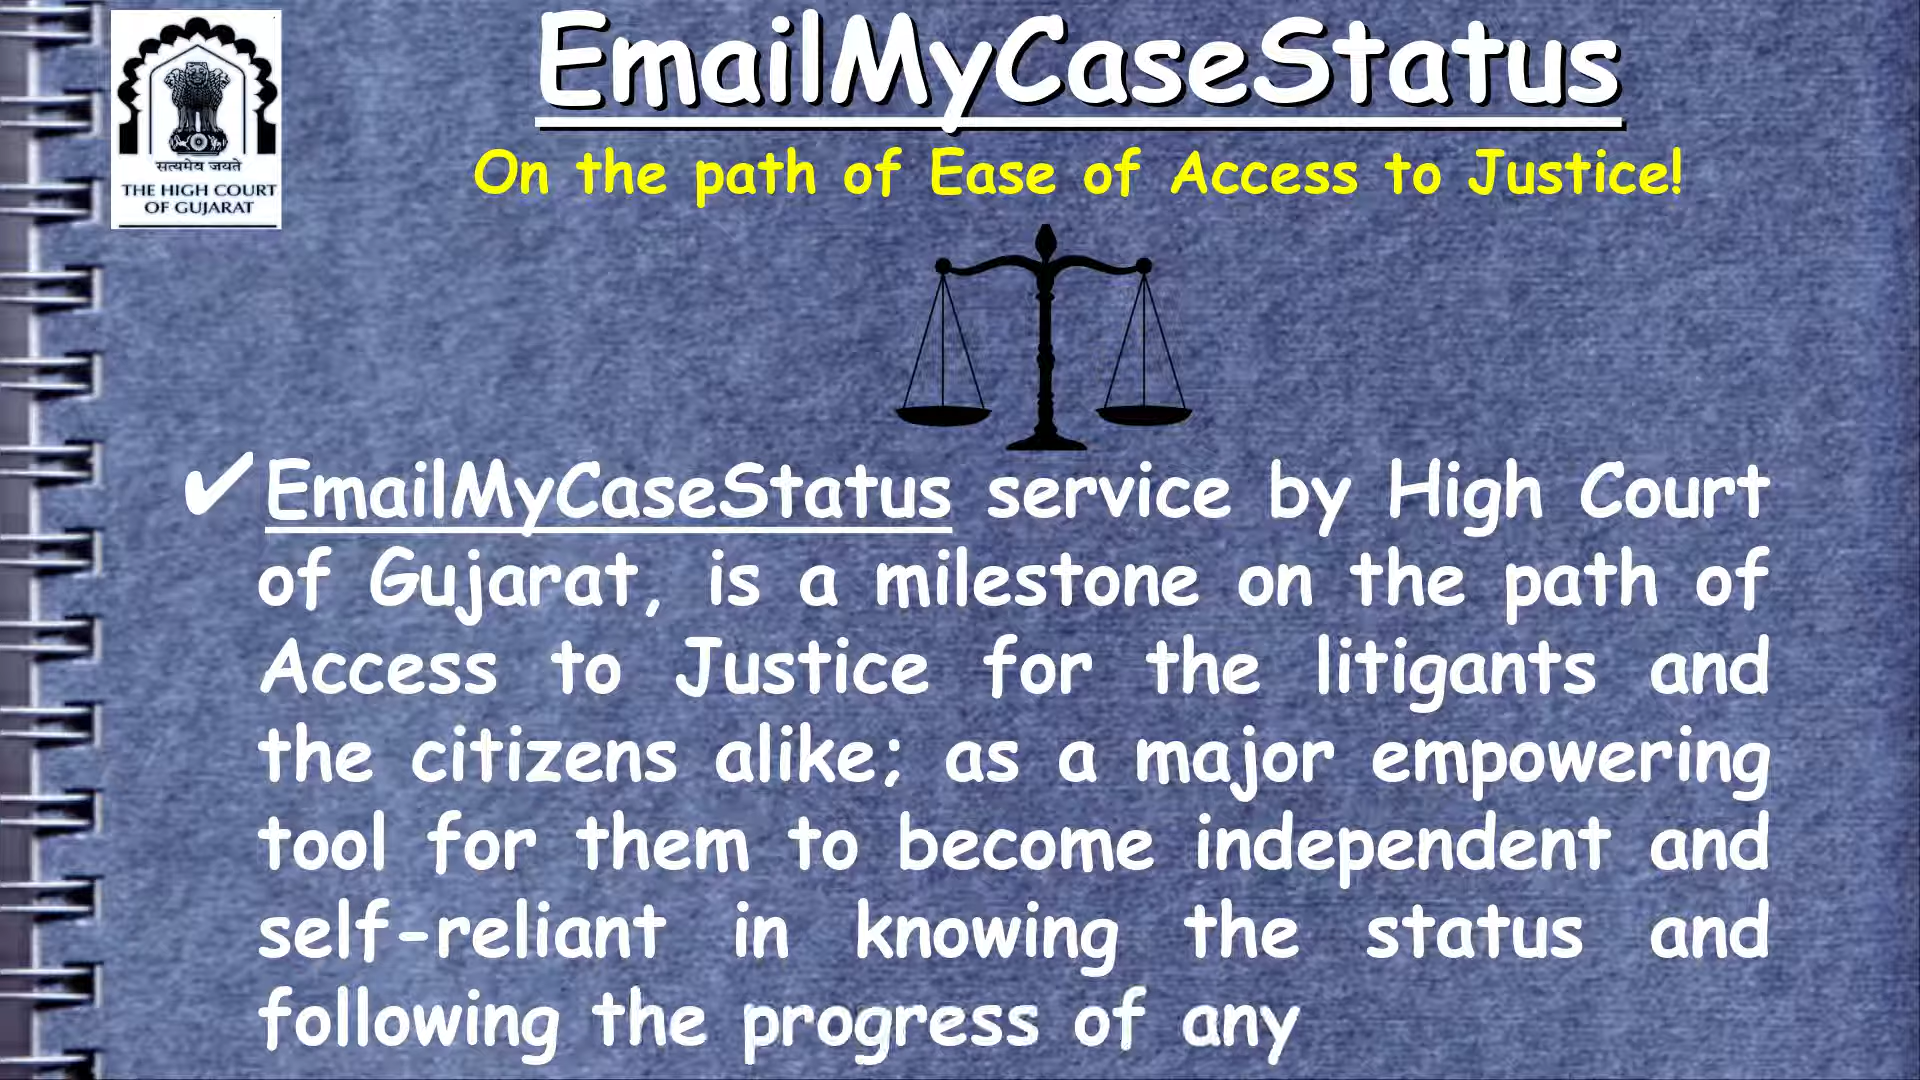 EmailMyCaseStatus
सत्यमेव जयते
THE HIGH COURT
OF GUJARAT
On the path of Ease of Access to Justice!
✔EmailMyCaseStatus service by High Court
of Gujarat, is a milestone on the path of
Access to Justice for the litigants and
the citizens alike; as a major empowering
tool for them to become independent and
self-reliant in knowing the status and
following the progress of any